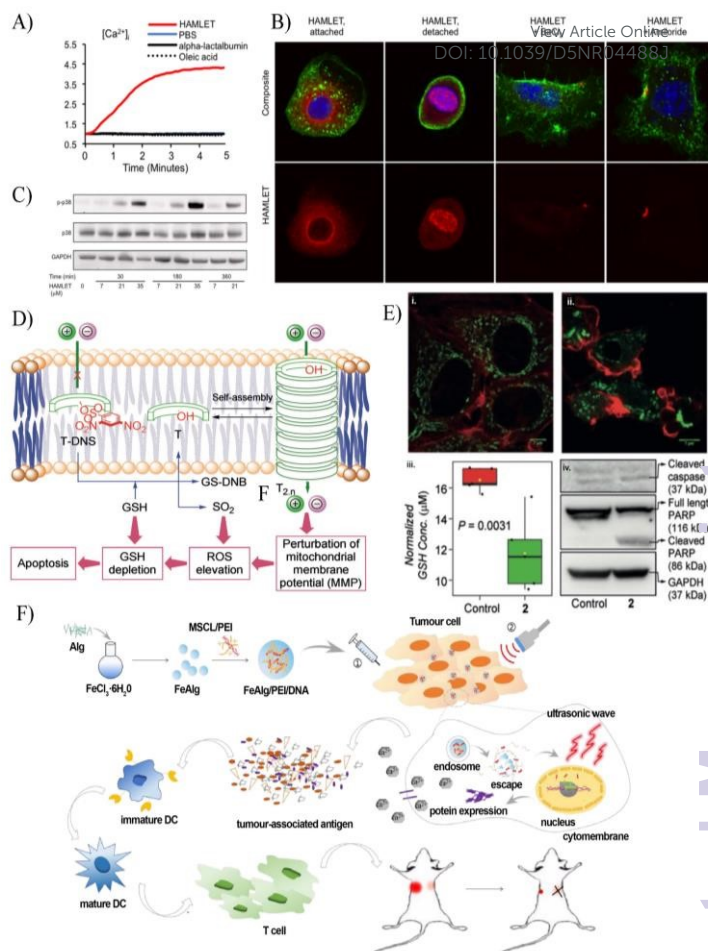 A)
[Ca²⁺]i
HAMLET
PBS
alpha-lactalbumin
Oleic acid
5.5
4.5
3.5
2.5
1.5
0.5
0 1 2 3 4 5
Time (Minutes)
B)
HAMLET, attached
HAMLET, detached
HAMLET
HAMLET
View Article Online
DOI: 10.1039/D5NR04488J
Composite
HAMLET
C)
p-p38
p38
GAPDH
Time (min) 30 180 360
HAMLET (μM) 0 7 21 35 7 21 35 7 21
D)
+ −
+ −
OH
Self-assembly
NO₂
T-DNS
OH
T
GS-DNB
F
T2.n
+ −
GSH
SO₂
Apoptosis
GSH depletion
ROS elevation
Perturbation of mitochondrial membrane potential (MMP)
E)
i.
ii.
iii.
Normalized GSH Conc. (μM)
16
14
12
10
P = 0.0031
Control 2
iv.
Cleaved caspase (37 kDa)
Full length PARP (116 kDa)
Cleaved PARP (86 kDa)
GAPDH (37 kDa)
Control 2
F)
Alg
FeCl₃·6H₂0
FeAlg
MSCL/PEI
FeAlg/PEI/DNA
①
Tumour cell
②
ultrasonic wave
endosome
escape
potein expression
nucleus
cytomembrane
immature DC
tumour-associated antigen
mature DC
T cell